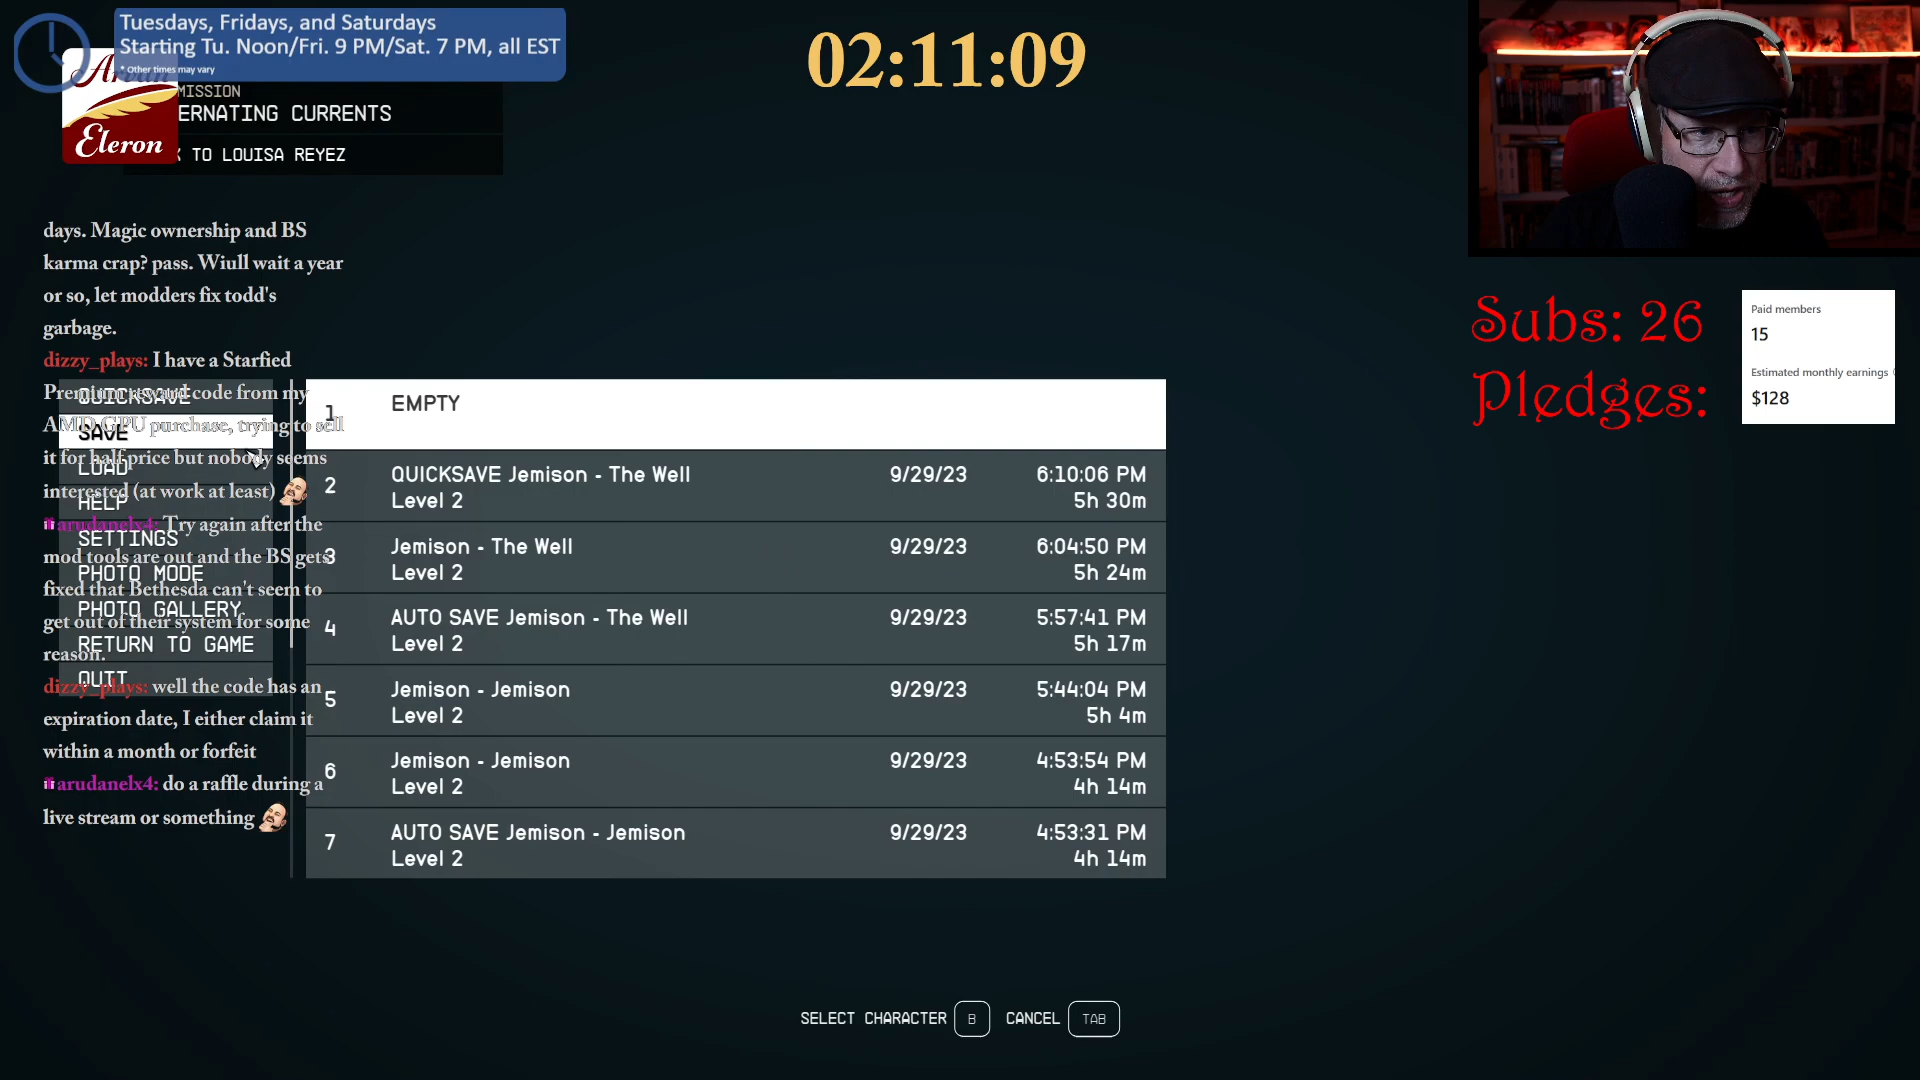 Tuesdays, Fridays, and Saturdays
Starting Tu. Noon/Fri. 9 PM/Sat. 7 PM, all EST
* Other times may vary
02:11:09
MISSION
ERNATING CURRENTS
TO LOUISA REYEZ
Eleron
days. Magic ownership and BS
karma crap? pass. Wiull wait a year
or so, let modders fix todd's
garbage.
dizzy_plays: I have a Starfied
Premium reward code from my
AMD GPU purchase, trying to sell
it for half price but nobody seems
interested (at work at least)
arudanelx4: Try again after the
mod tools are out and the BS gets
fixed that Bethesda can't seem to
get out of their system for some
reason.
dizzy_plays: well the code has an
expiration date, I either claim it
within a month or forfeit
arudanelx4: do a raffle during a
live stream or something
QUICKSAVE
SAVE
LOAD
HELP
SETTINGS
PHOTO MODE
PHOTO GALLERY
RETURN TO GAME
QUIT
1 EMPTY
2 QUICKSAVE Jemison - The Well 9/29/23 6:10:06 PM
Level 2 5h 30m
3 Jemison - The Well 9/29/23 6:04:50 PM
Level 2 5h 24m
4 AUTO SAVE Jemison - The Well 9/29/23 5:57:41 PM
Level 2 5h 17m
5 Jemison - Jemison 9/29/23 5:44:04 PM
Level 2 5h 4m
6 Jemison - Jemison 9/29/23 4:53:54 PM
Level 2 4h 14m
7 AUTO SAVE Jemison - Jemison 9/29/23 4:53:31 PM
Level 2 4h 14m
SELECT CHARACTER B CANCEL TAB
Subs: 26
Pledges:
Paid members
15
Estimated monthly earnings
$128